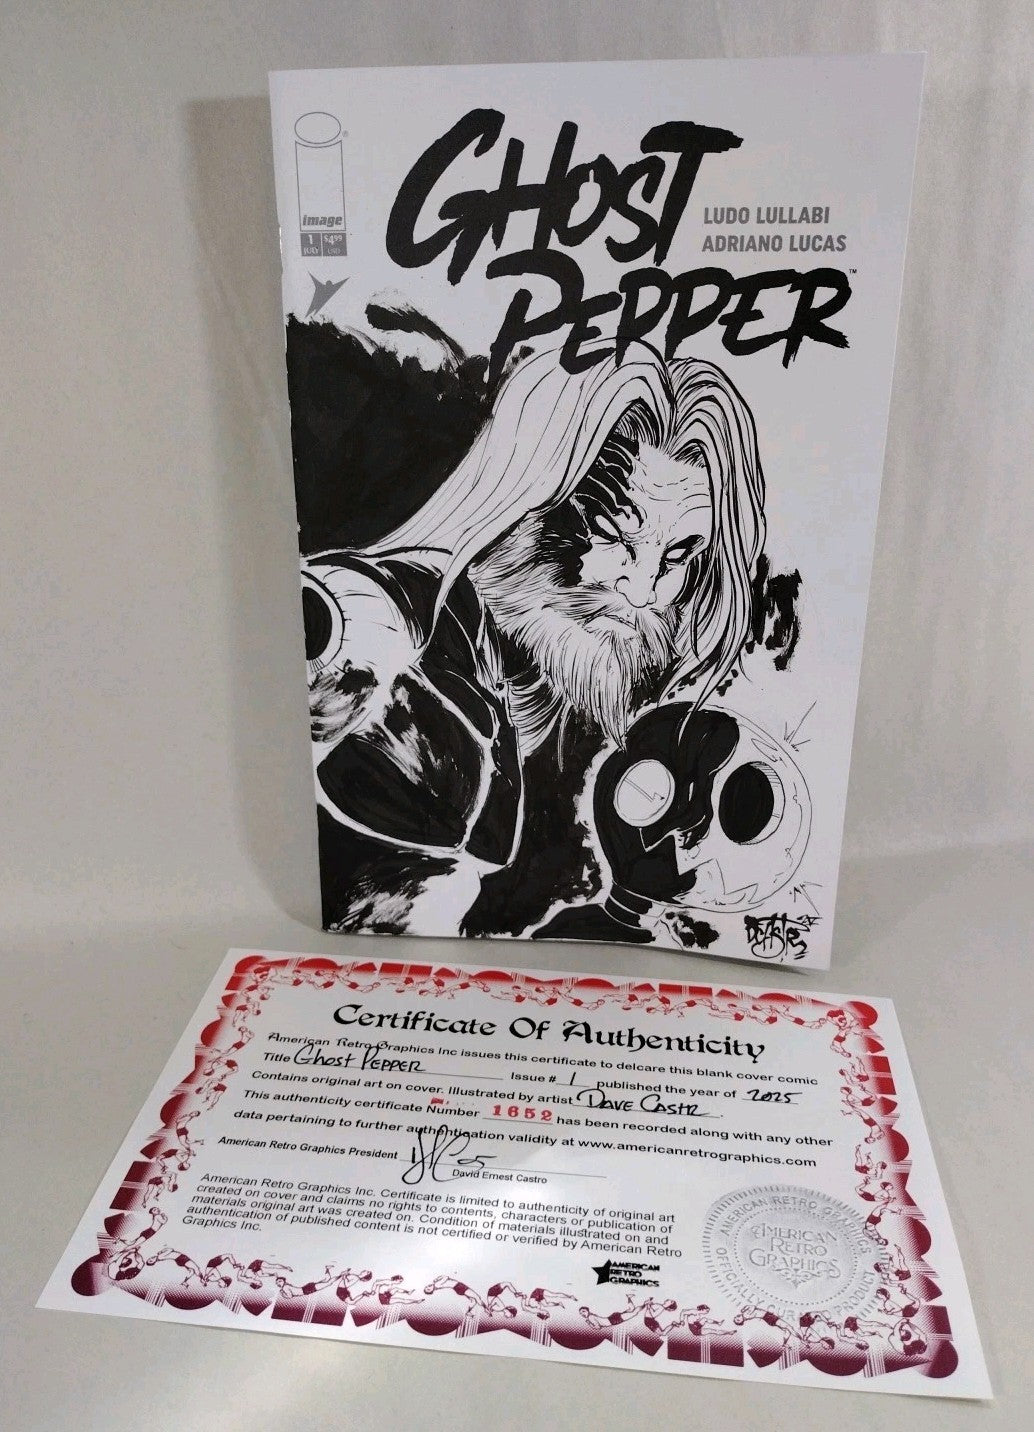 image
1 $4.99
JULY USD
GHOST
PEPPER™
LUDO LULLABI
ADRIANO LUCAS
Certificate Of Authenticity
American Retro Graphics Inc issues this certificate to delcare this blank cover comic
Title Ghost Pepper Issue # 1 published the year of 2025
Contains original art on cover. Illustrated by artist Dave Castr
This authenticity certificate Number 1652 has been recorded along with any other
data pertaining to further authentication validity at www.americanretrographics.com
American Retro Graphics President
David Ernest Castro
American Retro Graphics Inc. Certificate is limited to authenticity of original art
created on cover and claims no rights to contents, characters or publication of
materials original art was created on. Condition of materials illustrated on and
authentication of published content is not certified or verified by American Retro
Graphics Inc.
AMERICAN
RETRO
GRAPHICS
AMERICAN RETRO GRAPHICS
AMERICAN
RETRO
GRAPHICS